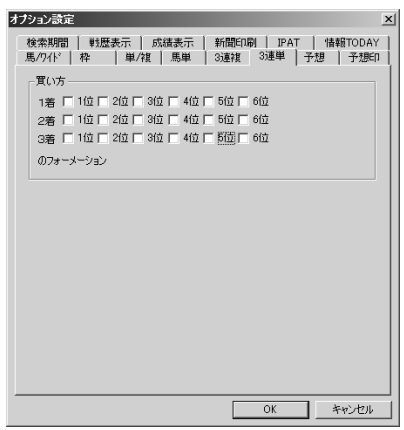 オプション設定
検索期間 戦歴表示 成績表示 新聞印刷 IPAT 情報TODAY
馬/ワイド 枠 単/複 馬単 3連複 3連単 予想 予想印
買い方
1着 1位 2位 3位 4位 5位 6位
2着 1位 2位 3位 4位 5位 6位
3着 1位 2位 3位 4位 5位 6位
のフォーメーション
OK キャンセル